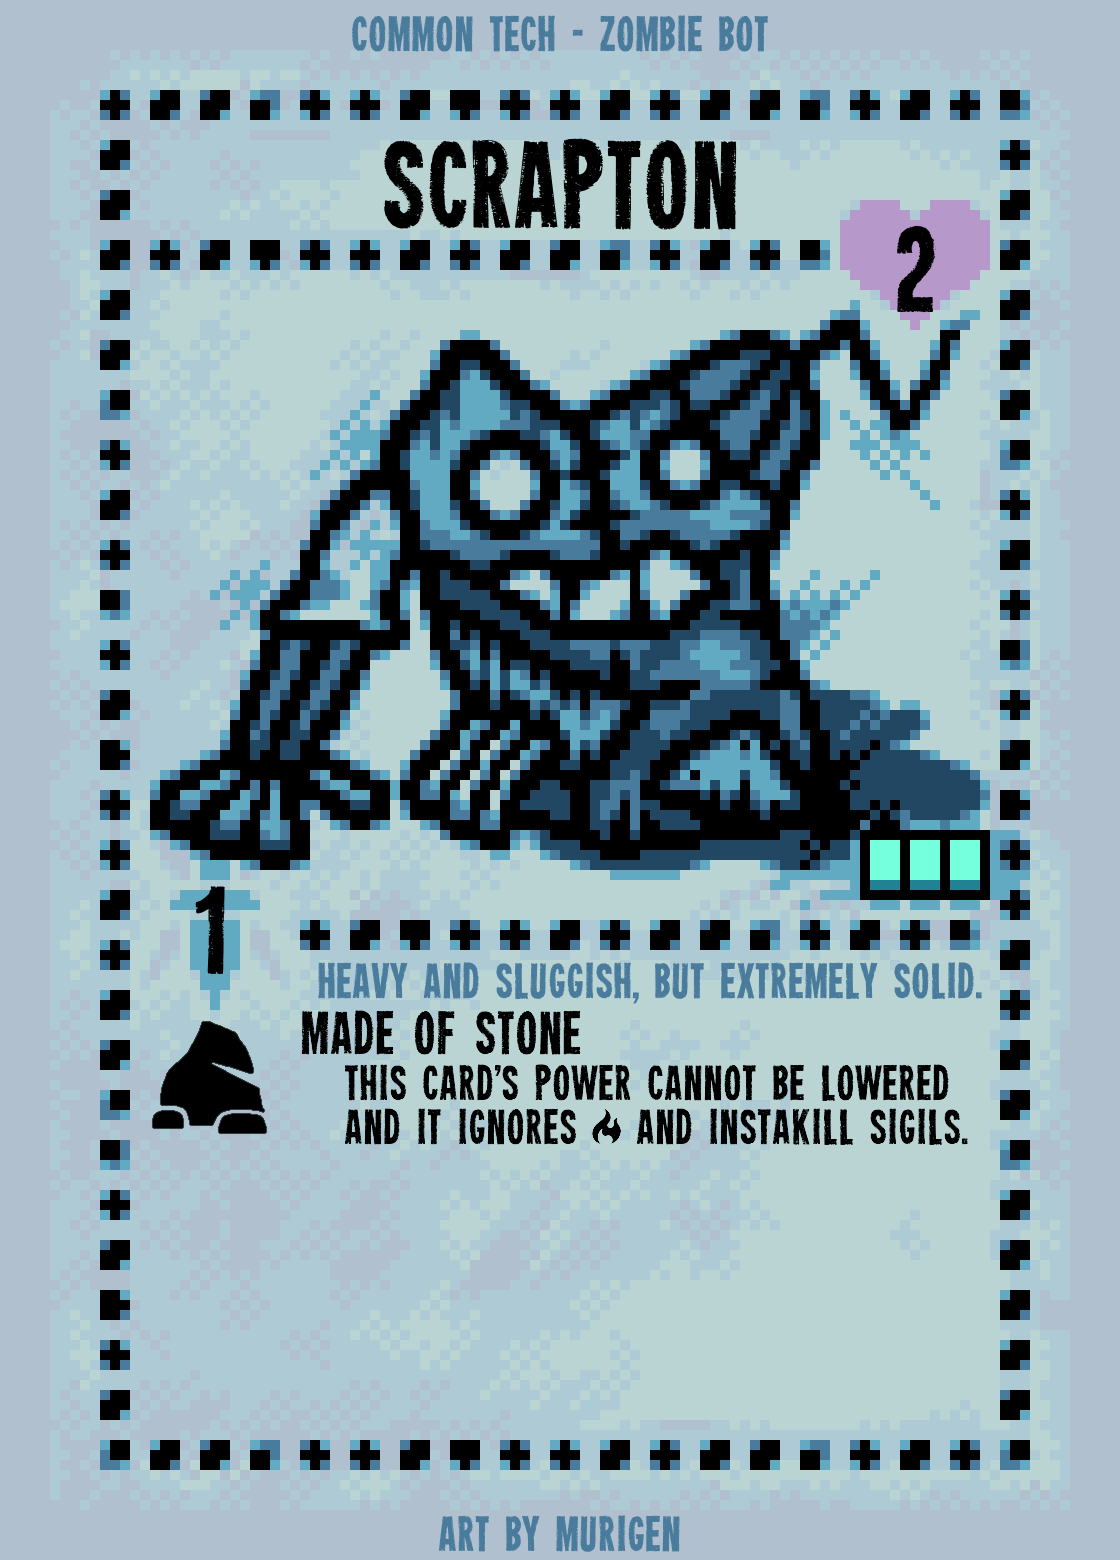 COMMON TECH - ZOMBIE BOT
SCRAPTON
2
1
HEAVY AND SLUGGISH, BUT EXTREMELY SOLID.
MADE OF STONE
THIS CARD'S POWER CANNOT BE LOWERED
AND IT IGNORES AND INSTAKILL SIGILS.
ART BY MURIGEN